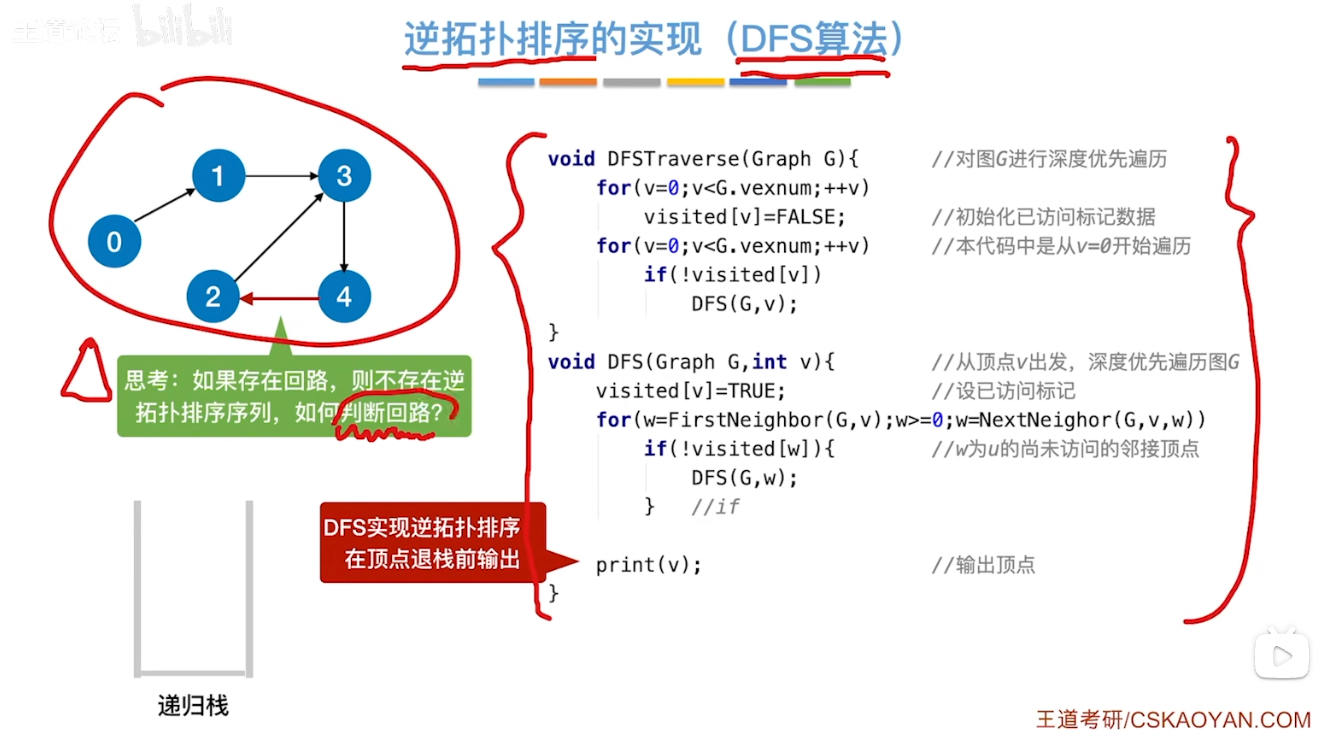 王道论坛 bilibili
逆拓扑排序的实现（DFS算法）
0
1
3
2
4
思考：如果存在回路，则不存在逆
拓扑排序序列，如何判断回路？
void DFSTraverse(Graph G){ //对图G进行深度优先遍历
for(v=0;v<G.vexnum;++v)
visited[v]=FALSE; //初始化已访问标记数据
for(v=0;v<G.vexnum;++v) //本代码中是从v=0开始遍历
if(!visited[v])
DFS(G,v);
}
void DFS(Graph G,int v){ //从顶点v出发，深度优先遍历图G
visited[v]=TRUE; //设已访问标记
for(w=FirstNeighbor(G,v);w>=0;w=NextNeighor(G,v,w))
if(!visited[w]){ //w为u的尚未访问的邻接顶点
DFS(G,w);
} //if
print(v); //输出顶点
}
DFS实现逆拓扑排序
在顶点退栈前输出
递归栈
王道考研/CSKAOYAN.COM